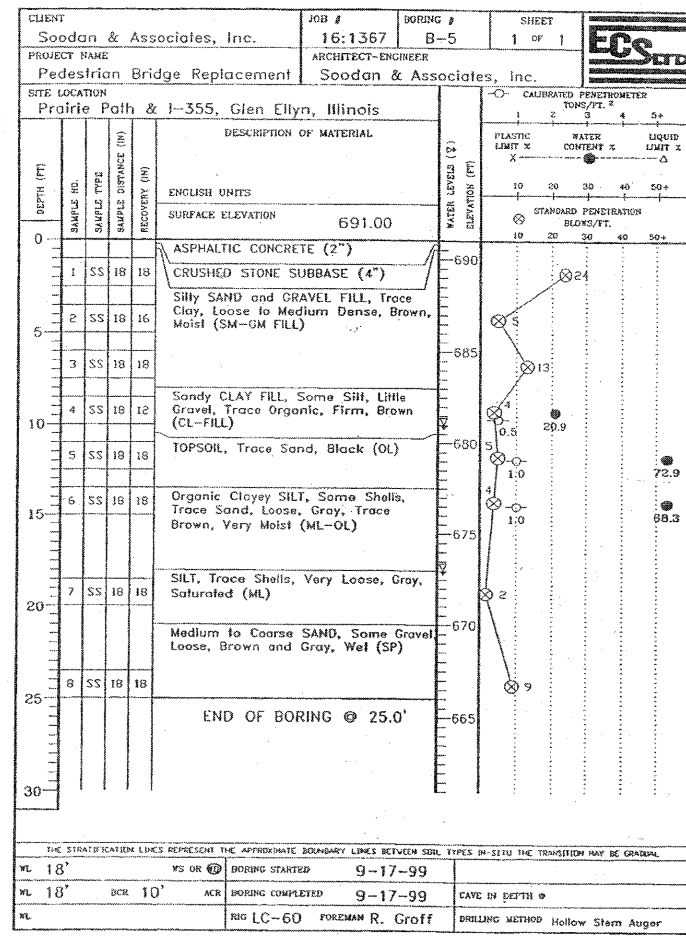 CLIENT
Soodan & Associates, Inc.
JOB #
16:1367
BORING #
B-5
SHEET
1 OF 1
ECS LTD
PROJECT NAME
Pedestrian Bridge Replacement
ARCHITECT-ENGINEER
Soodan & Associates, Inc.
SITE LOCATION
Prairie Path & I-355, Glen Ellyn, Illinois
CALIBRATED PENETROMETER
TONS/FT. 2
1 2 3 4 5+
PLASTIC LIMIT %
WATER CONTENT %
LIQUID LIMIT %
X
10 20 30 40 50+
STANDARD PENETRATION
BLOWS/FT.
10 20 30 40 50+
DEPTH (FT)
SAMPLE NO.
SAMPLE TYPE
SAMPLE DISTANCE (IN)
RECOVERY (IN)
DESCRIPTION OF MATERIAL
ENGLISH UNITS
SURFACE ELEVATION 691.00
WATER LEVELS
ELEVATION (FT)
0
ASPHALTIC CONCRETE (2")
690
1 SS 18 18
CRUSHED STONE SUBBASE (4")
24
Silty SAND and GRAVEL FILL, Trace
Clay, Loose to Medium Dense, Brown,
Moist (SM-GM FILL)
2 SS 18 16
5
5
685
3 SS 18 18
13
Sandy CLAY FILL, Some Silt, Little
Gravel, Trace Organic, Firm, Brown
(CL-FILL)
4 SS 18 12
4
0.5
20.9
10
680
TOPSOIL, Trace Sand, Black (OL)
5 SS 18 18
5
1.0
72.9
Organic Clayey SILT, Some Shells,
Trace Sand, Loose, Gray, Trace
Brown, Very Moist (ML-OL)
6 SS 18 18
4
1.0
68.3
15
675
SILT, Trace Shells, Very Loose, Gray,
Saturated (ML)
7 SS 18 18
2
20
670
Medium to Coarse SAND, Some Gravel
Loose, Brown and Gray, Wet (SP)
8 SS 18 18
9
25
END OF BORING @ 25.0'
665
30
THE STRATIFICATION LINES REPRESENT THE APPROXIMATE BOUNDARY LINES BETWEEN SOIL TYPES IN-SITU THE TRANSITION MAY BE GRADUAL
WL 18' WS OR WD
BORING STARTED 9-17-99
WL 18' BCR 10' ACR
BORING COMPLETED 9-17-99
CAVE IN DEPTH @
WL
RIG LC-60 FOREMAN R. Groff
DRILLING METHOD Hollow Stem Auger